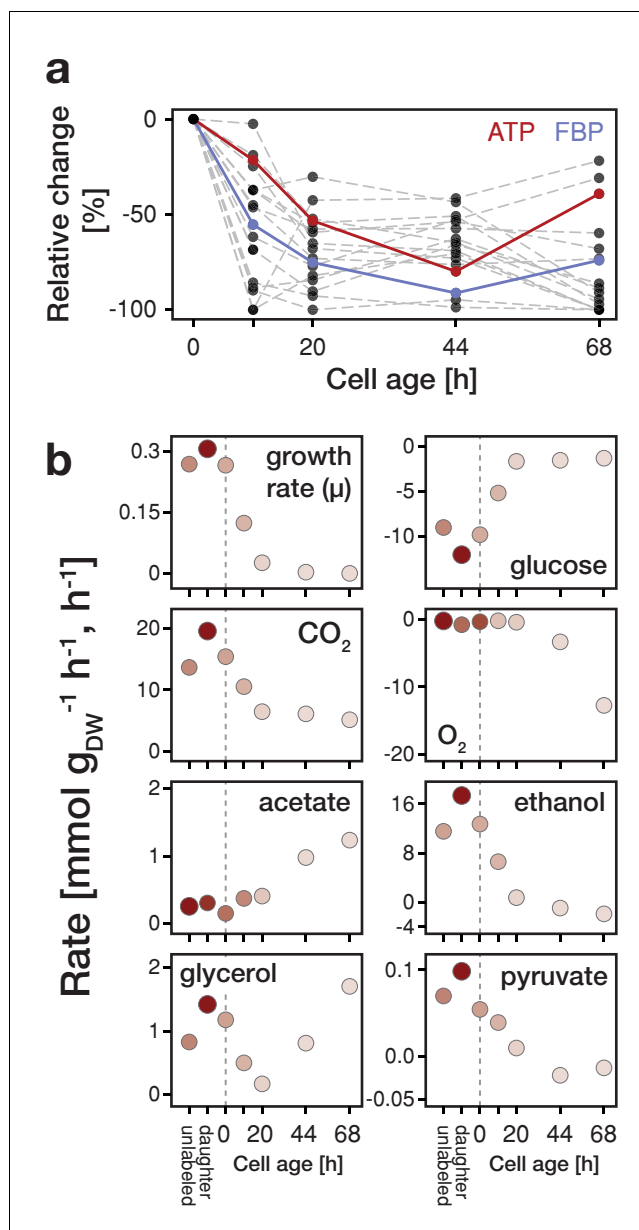 a
0
-50
-100
Relative change
[%]
ATP FBP
0 20 44 68
Cell age [h]
b
Rate [mmol g_DW^-1 h^-1, h^-1]
0.3
0.15
0
growth
rate (μ)
0
-5
-10
glucose
20
10
0
CO₂
0
-10
-20
O₂
2
1
0
acetate
16
8
0
-4
ethanol
2
1
0
glycerol
0.1
0.0
-0.05
pyruvate
unlabeled
daughter
0 20 44 68
Cell age [h]
unlabeled
daughter
0 20 44 68
Cell age [h]